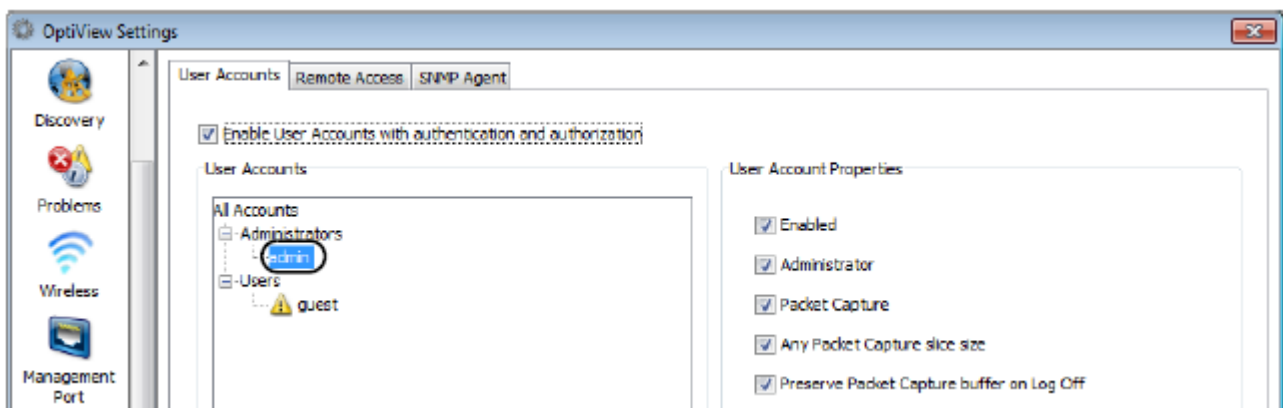 OptiView Settings
Discovery
Problems
Wireless
Management
Port
User Accounts
Remote Access
SNMP Agent
Enable User Accounts with authentication and authorization
User Accounts
All Accounts
Administrators
admin
Users
guest
User Account Properties
Enabled
Administrator
Packet Capture
Any Packet Capture slice size
Preserve Packet Capture buffer on Log Off